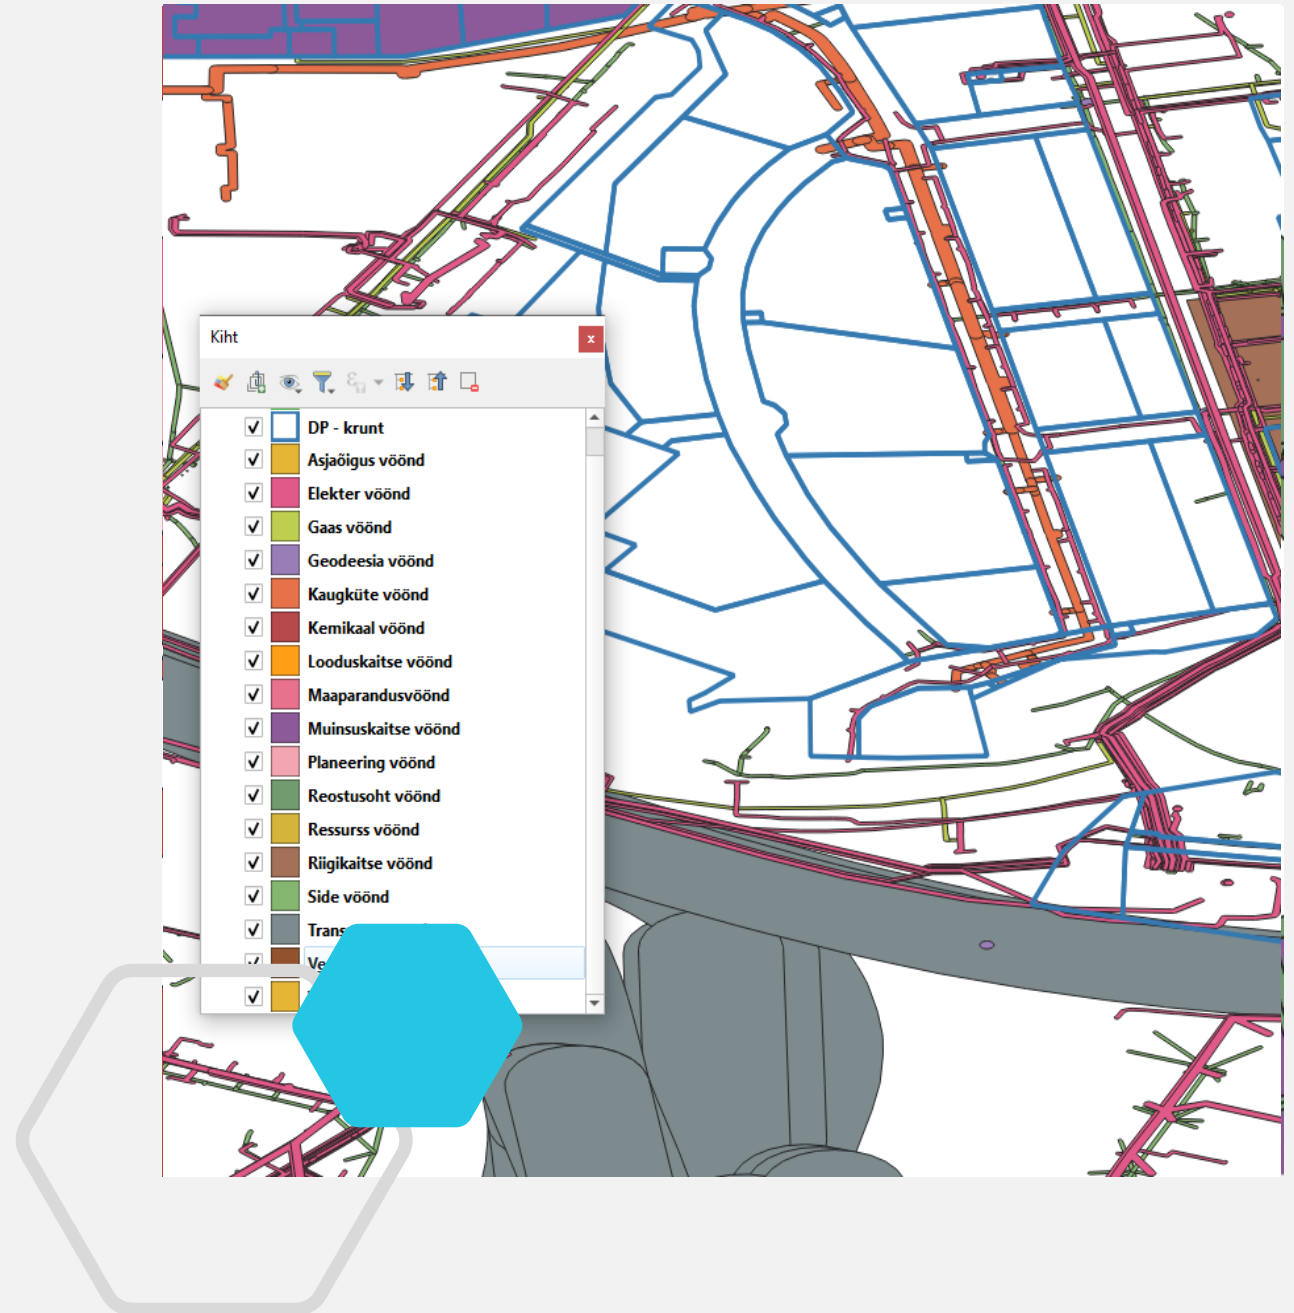 Kiht
DP - krunt
Asjaõigus vöönd
Elekter vöönd
Gaas vöönd
Geodeesia vöönd
Kaugküte vöönd
Kemikaal vöönd
Looduskaitse vöönd
Maaparandusvöönd
Muinsuskaitse vöönd
Planeering vöönd
Reostusoht vöönd
Ressurss vöönd
Riigikaitse vöönd
Side vöönd